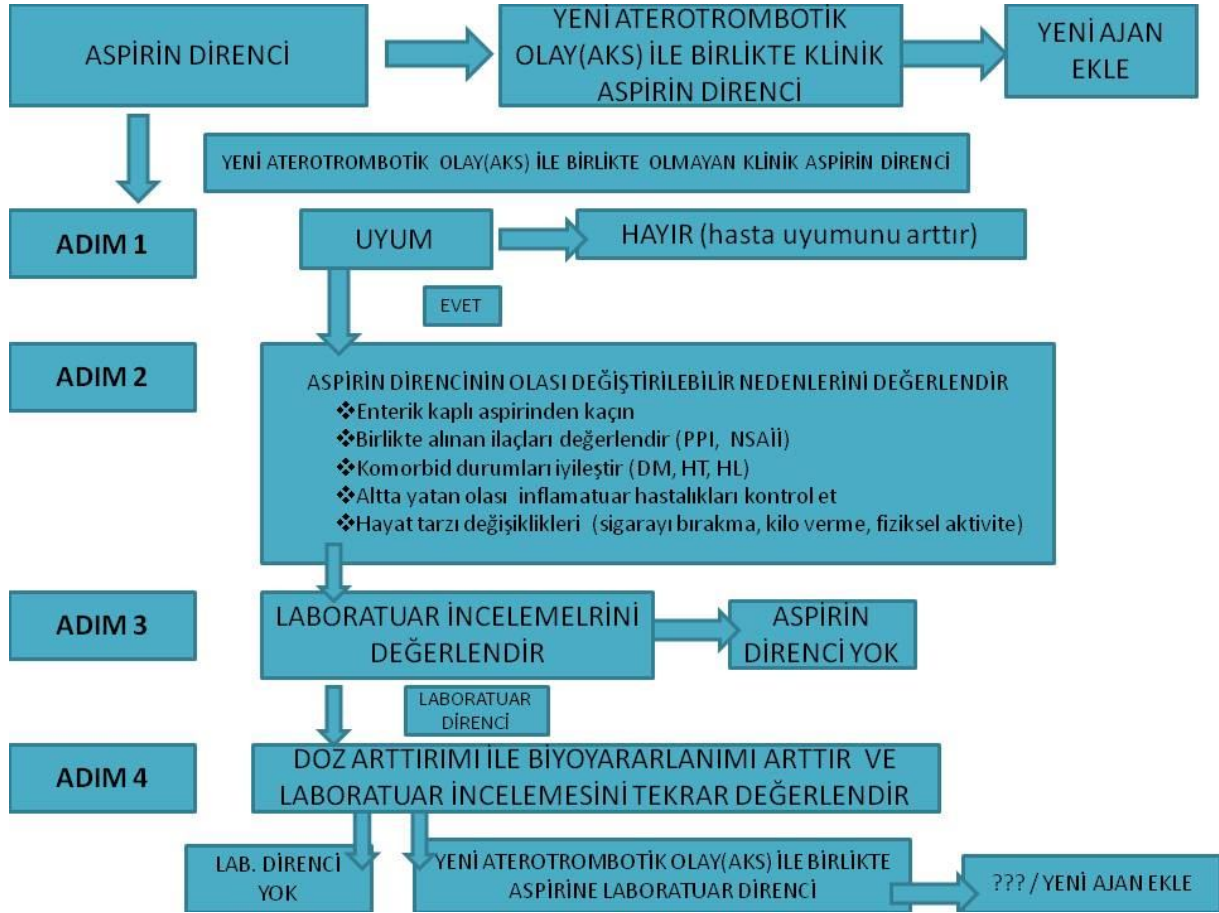 ASPİRİN DİRENCİ
YENİ ATEROTROMBOTİK
OLAY(AKS) İLE BİRLİKTE KLİNİK
ASPİRİN DİRENCİ
YENİ AJAN
EKLE
YENİ ATEROTROMBOTİK OLAY(AKS) İLE BİRLİKTE OLMAYAN KLİNİK ASPİRİN DİRENCİ
ADIM 1
UYUM
HAYIR (hasta uyumunu arttır)
EVET
ADIM 2
ASPİRİN DİRENCİNİN OLASI DEĞİŞTİRİLEBİLİR NEDENLERİNİ DEĞERLENDİR
❖Enterik kaplı aspirinden kaçın
❖Birlikte alınan ilaçları değerlendir (PPI, NSAİİ)
❖Komorbid durumları iyileştir (DM, HT, HL)
❖Altta yatan olası inflamatuar hastalıkları kontrol et
❖Hayat tarzı değişiklikleri (sigarayı bırakma, kilo verme, fiziksel aktivite)
ADIM 3
LABORATUAR İNCELEMELRİNİ
DEĞERLENDİR
ASPİRİN
DİRENCİ YOK
LABORATUAR
DİRENCİ
ADIM 4
DOZ ARTTIRIMI İLE BİYOYARARLANIMI ARTTIR VE
LABORATUAR İNCELEMESİNİ TEKRAR DEĞERLENDİR
LAB. DİRENCİ
YOK
YENİ ATEROTROMBOTİK OLAY(AKS) İLE BİRLİKTE
ASPİRİNE LABORATUAR DİRENCİ
??? / YENİ AJAN EKLE